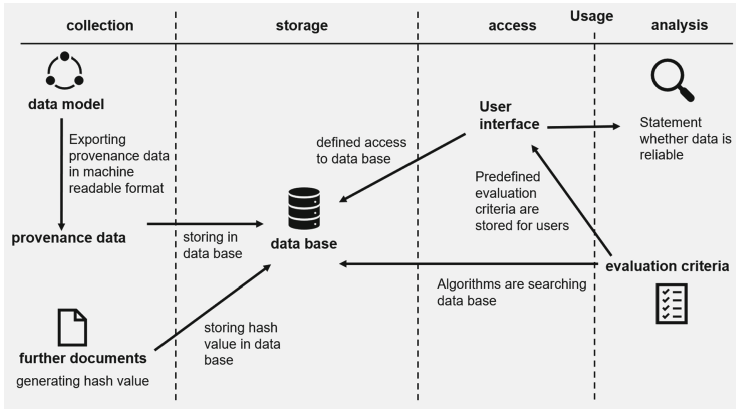 Usage
collection
storage
access
analysis
data model
Exporting
provenance data
in machine
readable format
provenance data
storing in
data base
further documents
generating hash value
storing hash
value in data
base
data base
defined access
to data base
User
interface
Statement
whether data is
reliable
Predefined
evaluation
criteria are
stored for users
evaluation criteria
Algorithms are searching
data base